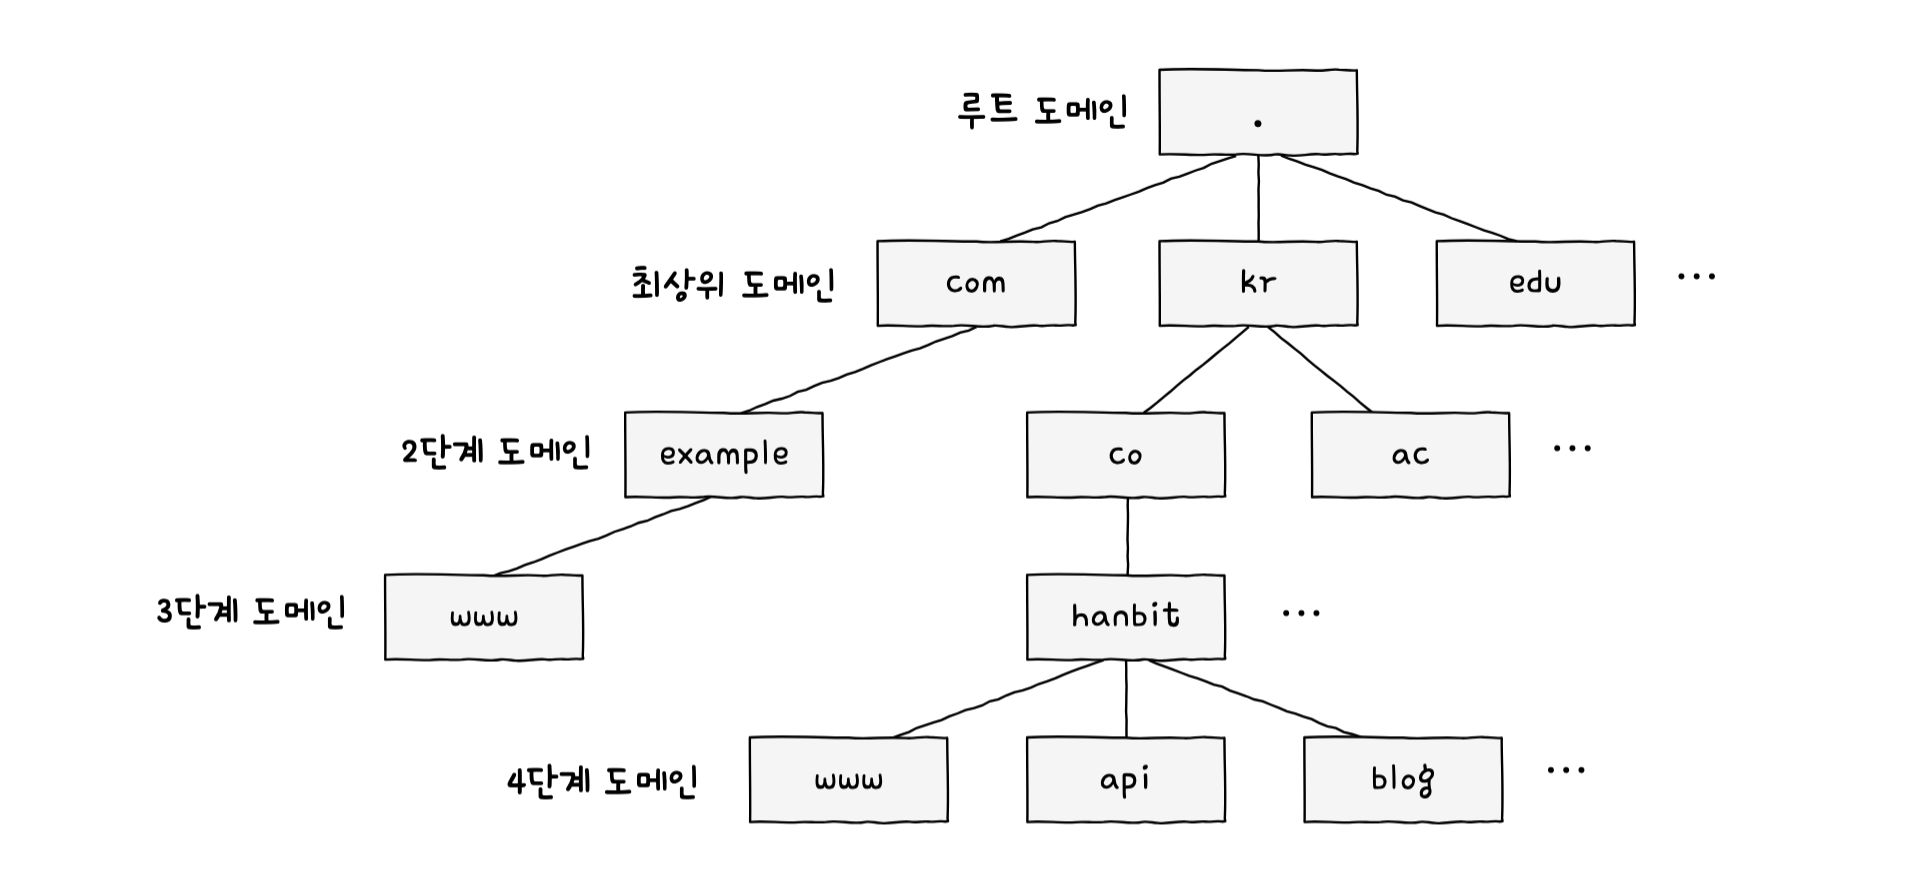 루트 도메인 .
최상위 도메인 com kr edu ...
2단계 도메인 example co ac ...
3단계 도메인 www hanbit ...
4단계 도메인 www api blog ...